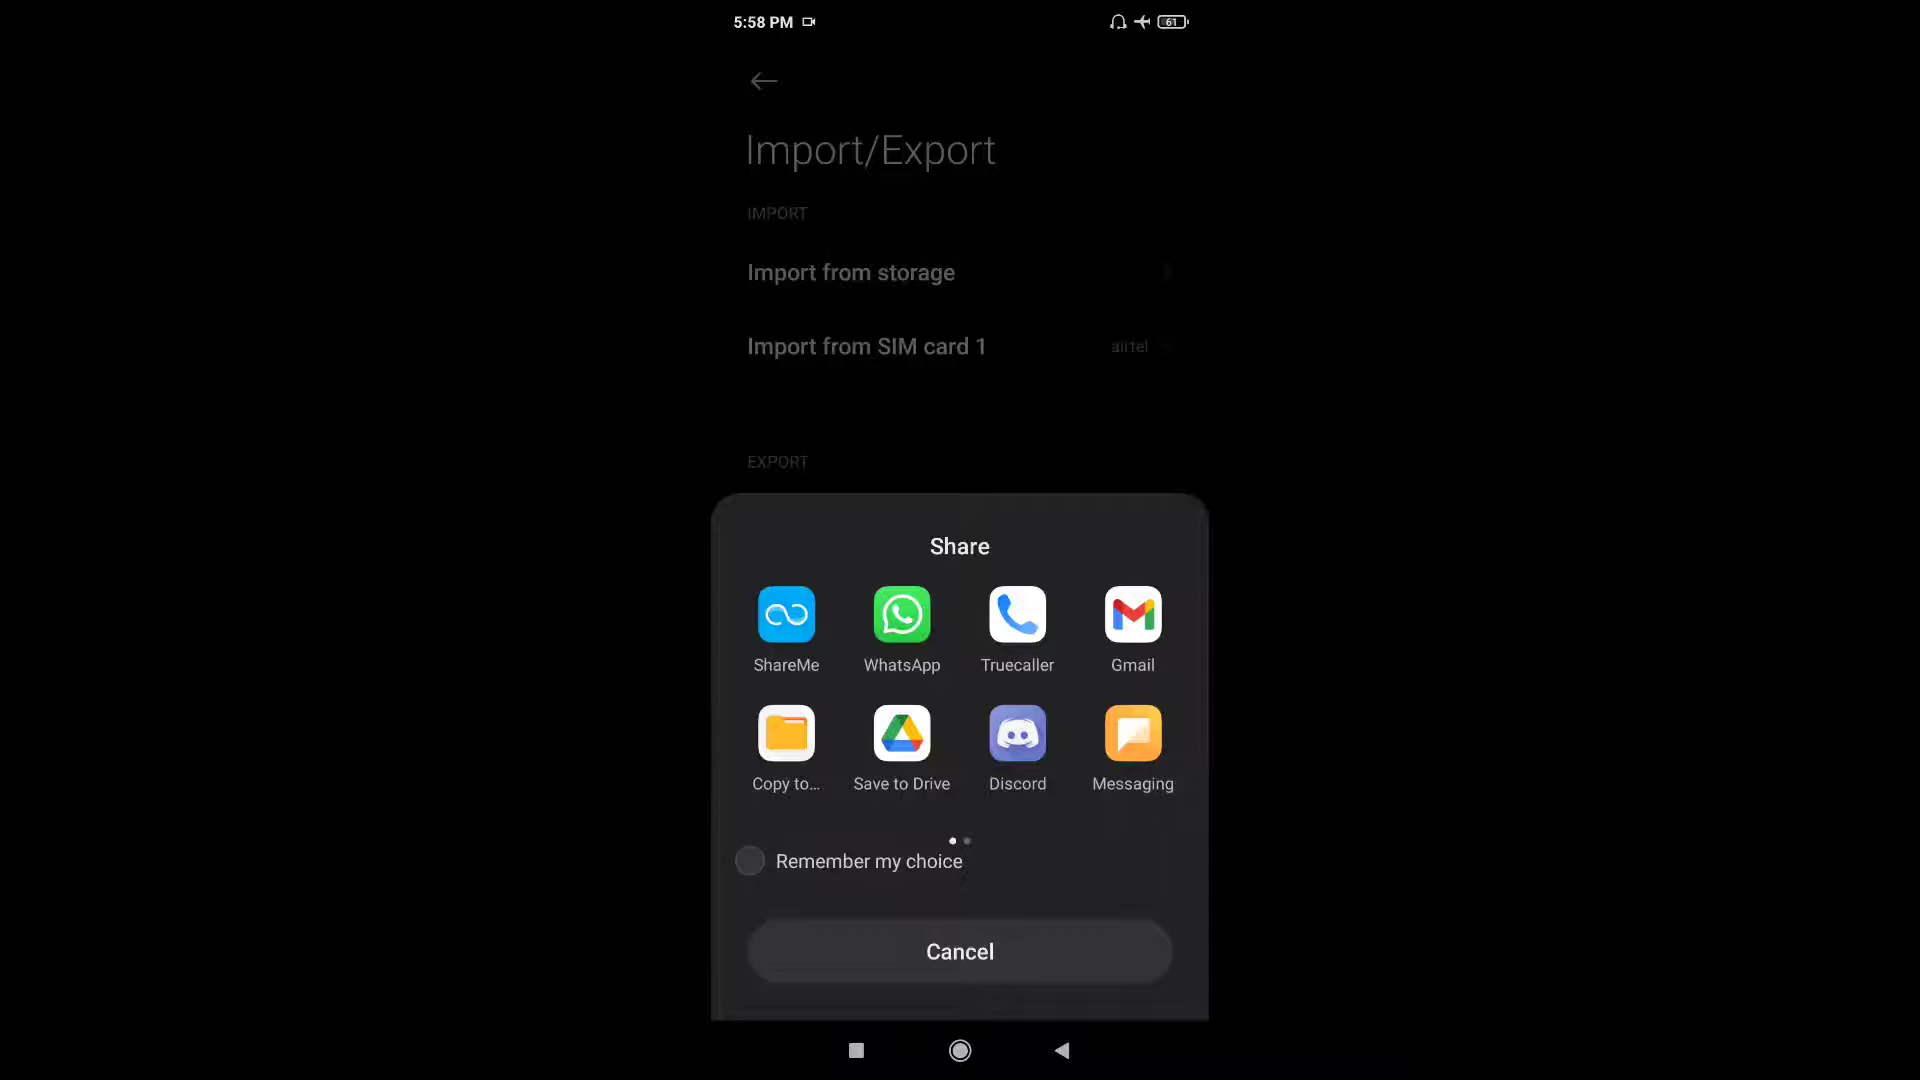 5:58 PM
61
Import/Export
IMPORT
Import from storage
Import from SIM card 1
airtel
EXPORT
Share
ShareMe
WhatsApp
Truecaller
Gmail
Copy to...
Save to Drive
Discord
Messaging
Remember my choice
Cancel